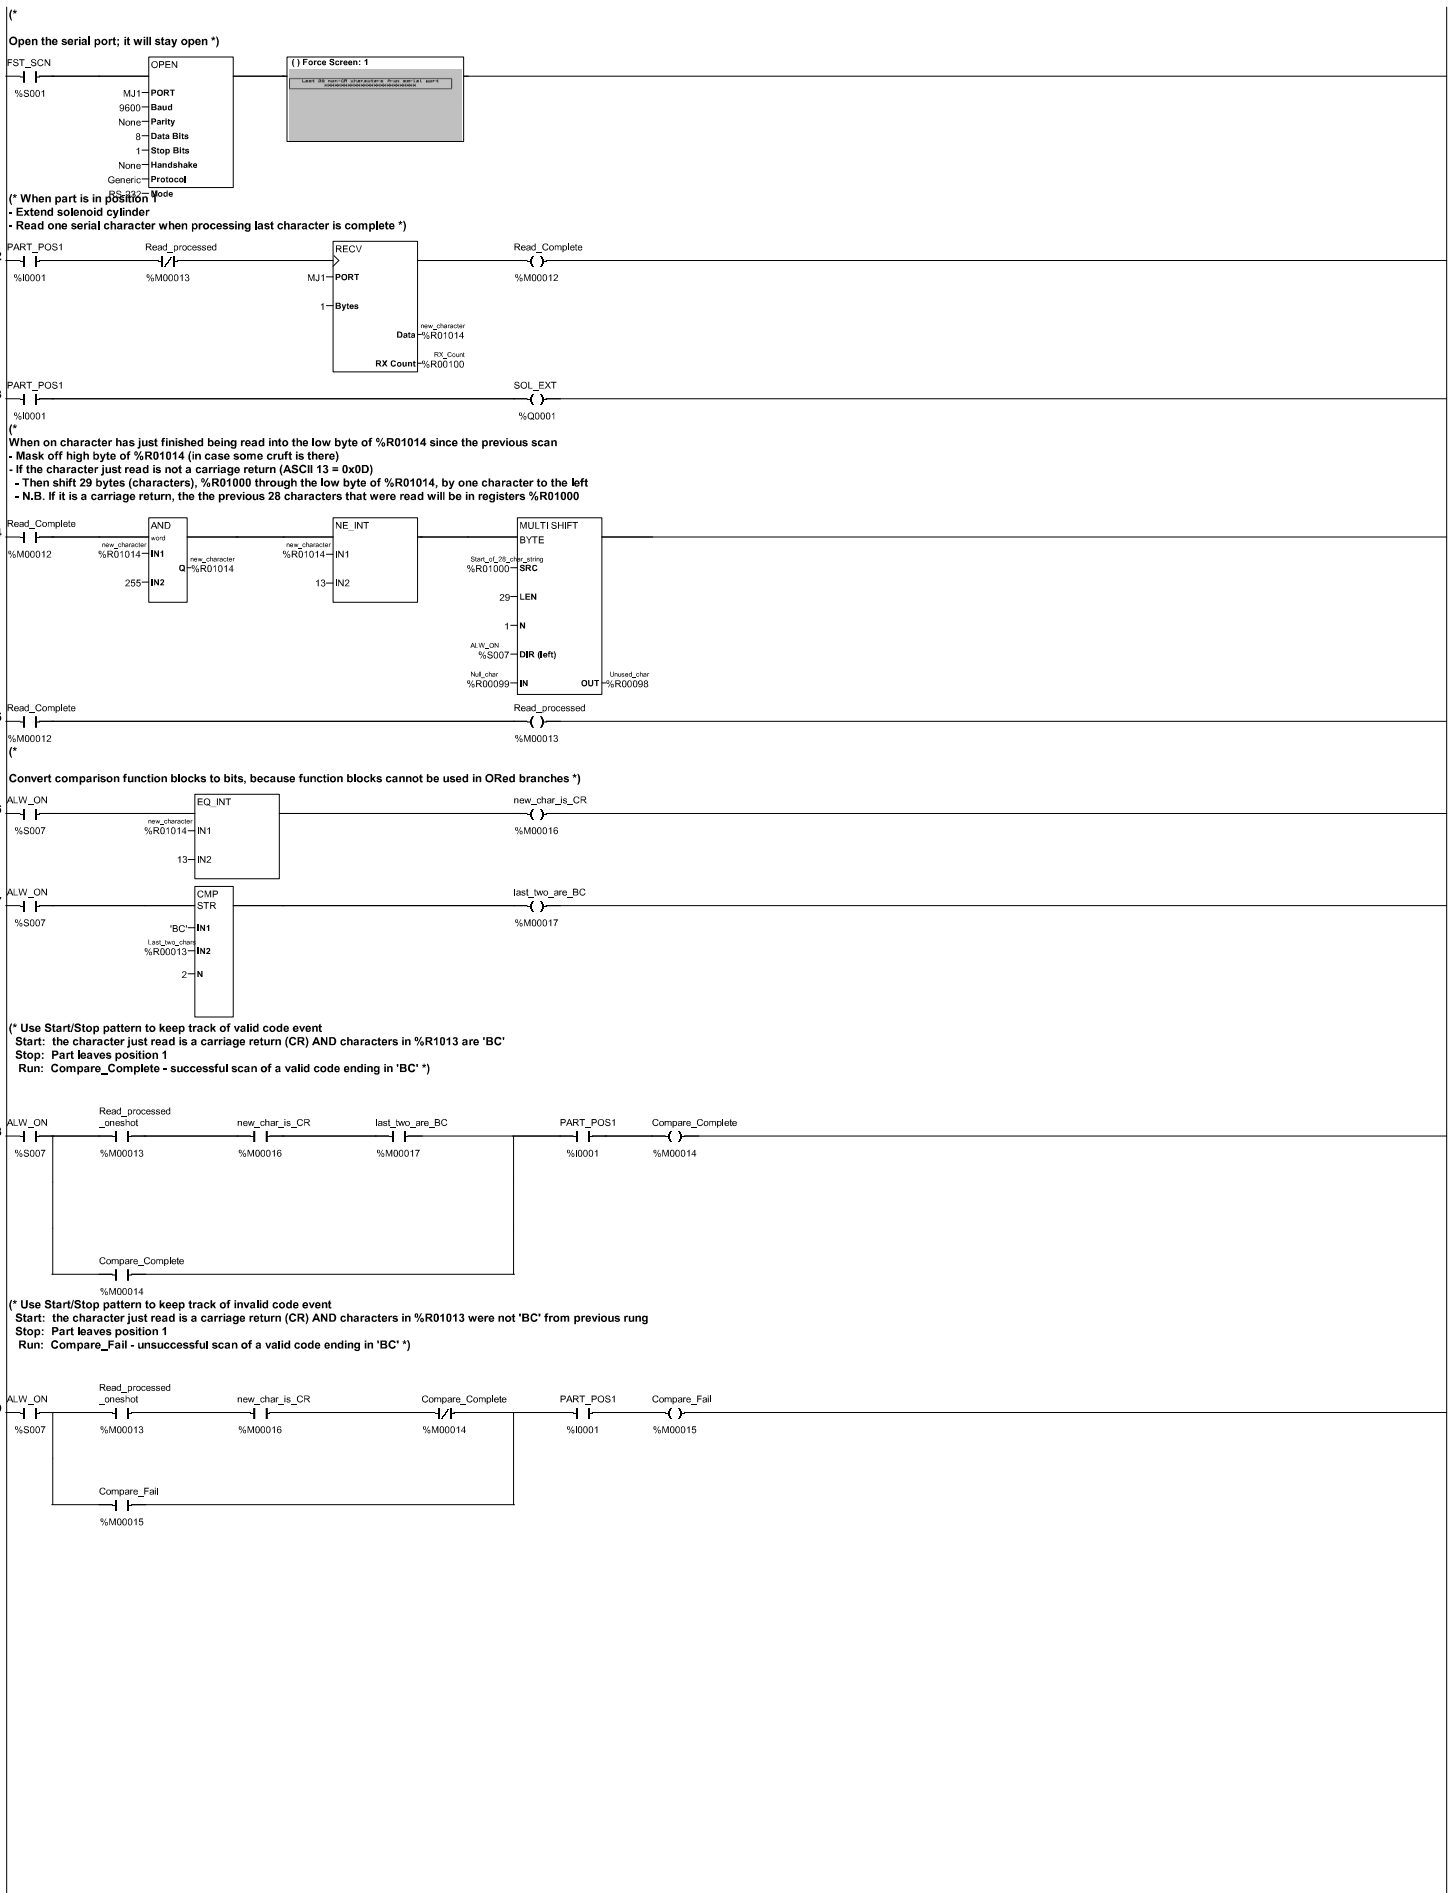 (*
Open the serial port; it will stay open *)
FST_SCN
%S001
OPEN
MJ1 PORT
9600 Baud
None Parity
8 Data Bits
1 Stop Bits
None Handshake
Generic Protocol
RS-232 Mode
( ) Force Screen: 1
Last 28 non-CR characters from serial port
(* When part is in position 1
- Extend solenoid cylinder
- Read one serial character when processing last character is complete *)
2
PART_POS1
%I0001
Read_processed
%M00013
RECV
MJ1 PORT
1 Bytes
Data new_character %R01014
RX Count RX_Count %R00100
Read_Complete
%M00012
3
PART_POS1
%I0001
SOL_EXT
%Q0001
(*
When on character has just finished being read into the low byte of %R01014 since the previous scan
- Mask off high byte of %R01014 (in case some cruft is there)
- If the character just read is not a carriage return (ASCII 13 = 0x0D)
- Then shift 29 bytes (characters), %R01000 through the low byte of %R01014, by one character to the left
- N.B. If it is a carriage return, the the previous 28 characters that were read will be in registers %R01000
4
Read_Complete
%M00012
AND
word
new_character
%R01014 IN1
new_character
Q %R01014
255 IN2
NE_INT
new_character
%R01014 IN1
13 IN2
MULTI SHIFT
BYTE
Start_of_28_char_string
%R01000 SRC
29 LEN
1 N
ALW_ON
%S007 DIR (left)
Null_char
%R00099 IN
Unused_char
OUT %R00098
5
Read_Complete
%M00012
Read_processed
%M00013
(*
Convert comparison function blocks to bits, because function blocks cannot be used in ORed branches *)
6
ALW_ON
%S007
EQ_INT
new_character
%R01014 IN1
13 IN2
new_char_is_CR
%M00016
7
ALW_ON
%S007
CMP
STR
'BC' IN1
Last_two_chars
%R00013 IN2
2 N
last_two_are_BC
%M00017
(* Use Start/Stop pattern to keep track of valid code event
Start: the character just read is a carriage return (CR) AND characters in %R1013 are 'BC'
Stop: Part leaves position 1
Run: Compare_Complete - successful scan of a valid code ending in 'BC' *)
8
ALW_ON
%S007
Read_processed
_oneshot
%M00013
new_char_is_CR
%M00016
last_two_are_BC
%M00017
PART_POS1
%I0001
Compare_Complete
%M00014
Compare_Complete
%M00014
(* Use Start/Stop pattern to keep track of invalid code event
Start: the character just read is a carriage return (CR) AND characters in %R01013 were not 'BC' from previous rung
Stop: Part leaves position 1
Run: Compare_Fail - unsuccessful scan of a valid code ending in 'BC' *)
9
ALW_ON
%S007
Read_processed
_oneshot
%M00013
new_char_is_CR
%M00016
Compare_Complete
%M00014
PART_POS1
%I0001
Compare_Fail
%M00015
Compare_Fail
%M00015